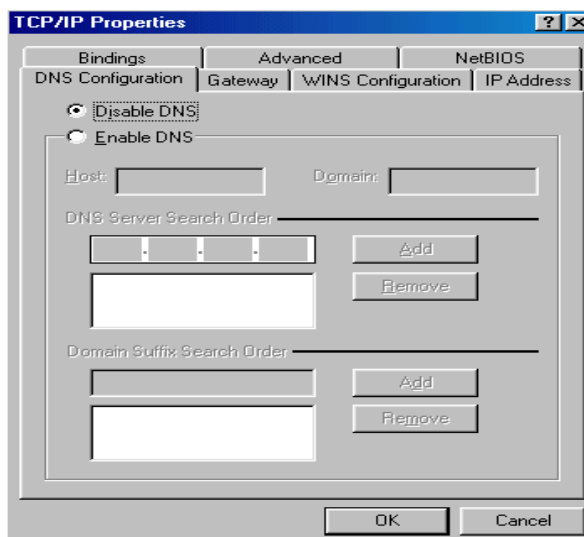 TCP/IP Properties
Bindings Advanced NetBIOS
DNS Configuration Gateway WINS Configuration IP Address
Disable DNS
Enable DNS
Host: Domain:
DNS Server Search Order
Add
Remove
Domain Suffix Search Order
Add
Remove
OK Cancel